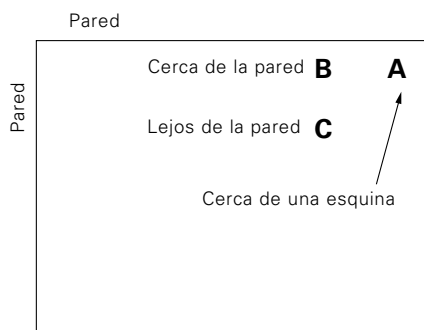 Pared
Pared
Cerca de la pared B A
Lejos de la pared C
Cerca de una esquina